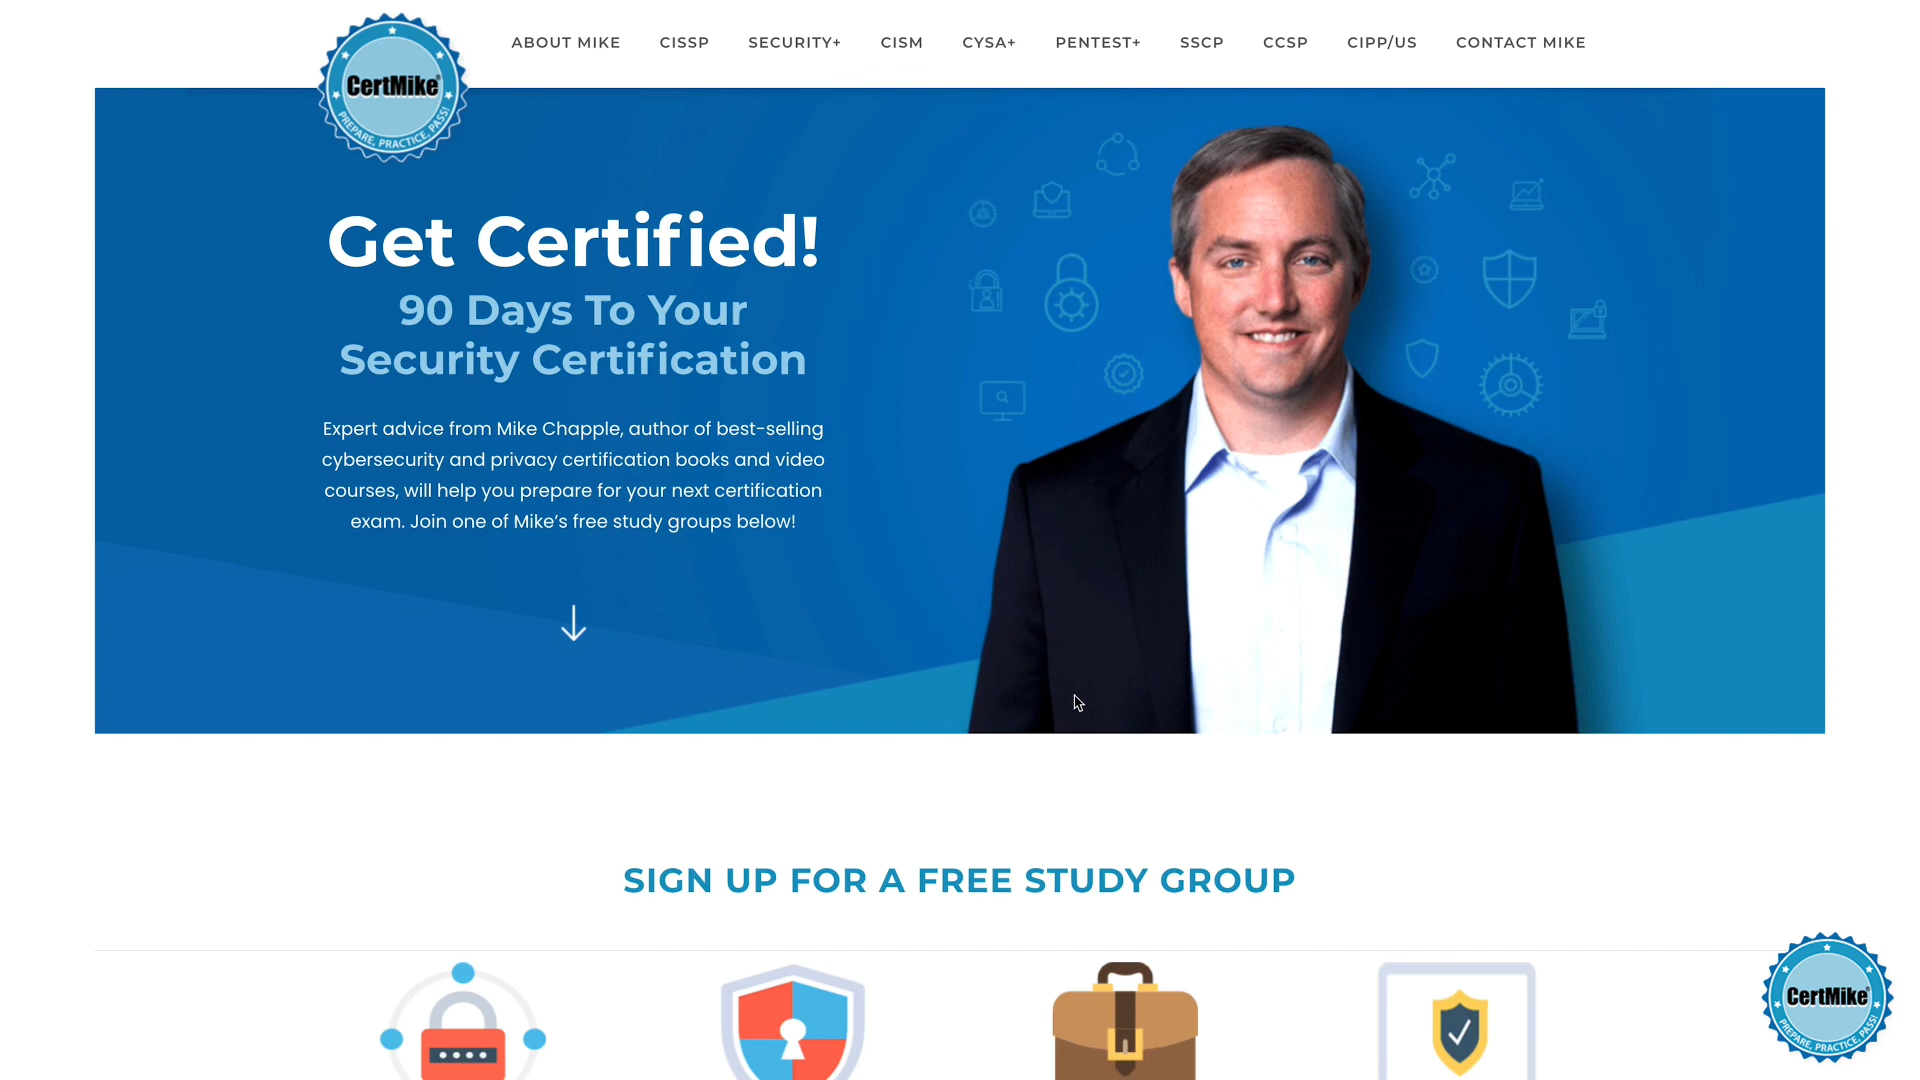 CertMike®
PREPARE, PRACTICE, PASS!
ABOUT MIKE
CISSP
SECURITY+
CISM
CYSA+
PENTEST+
SSCP
CCSP
CIPP/US
CONTACT MIKE
Get Certified!
90 Days To Your
Security Certification
Expert advice from Mike Chapple, author of best-selling
cybersecurity and privacy certification books and video
courses, will help you prepare for your next certification
exam. Join one of Mike’s free study groups below!
SIGN UP FOR A FREE STUDY GROUP
CertMike®
PREPARE, PRACTICE, PASS!